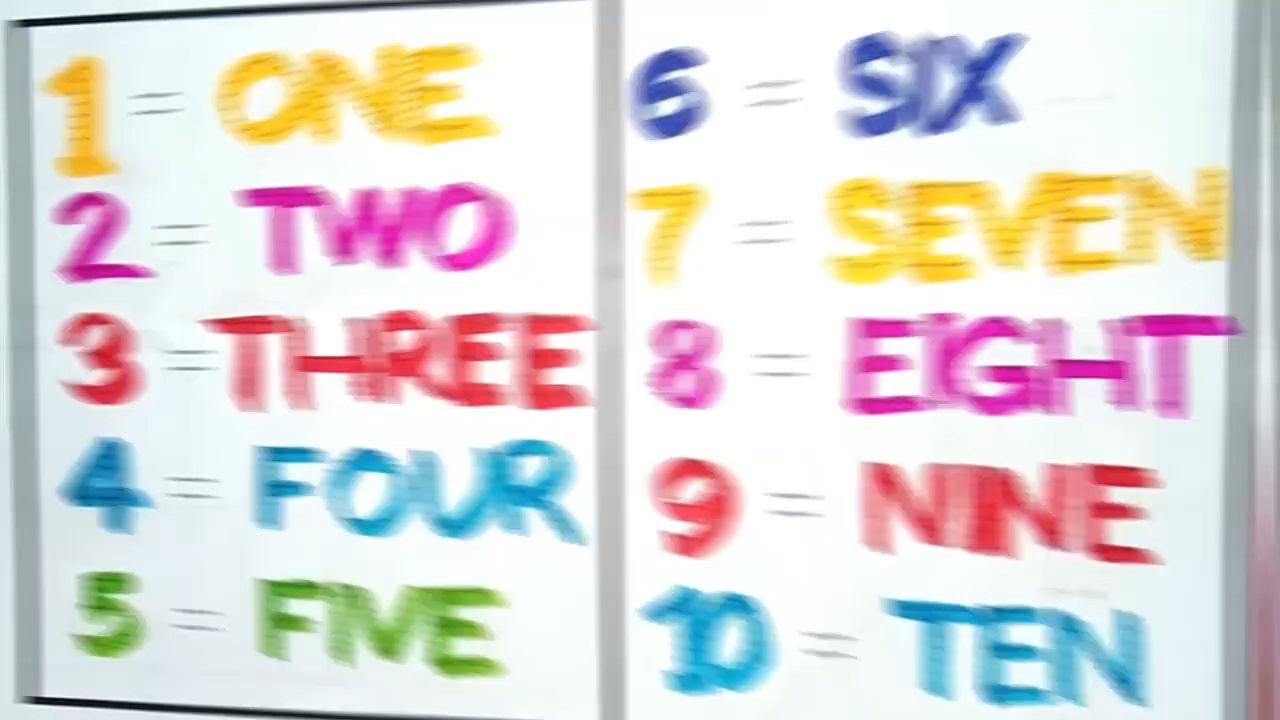 1 = ONE
2 = TWO
3 = THREE
4 = FOUR
5 = FIVE
6 = SIX
7 = SEVEN
8 = EIGHT
9 = NINE
10 = TEN